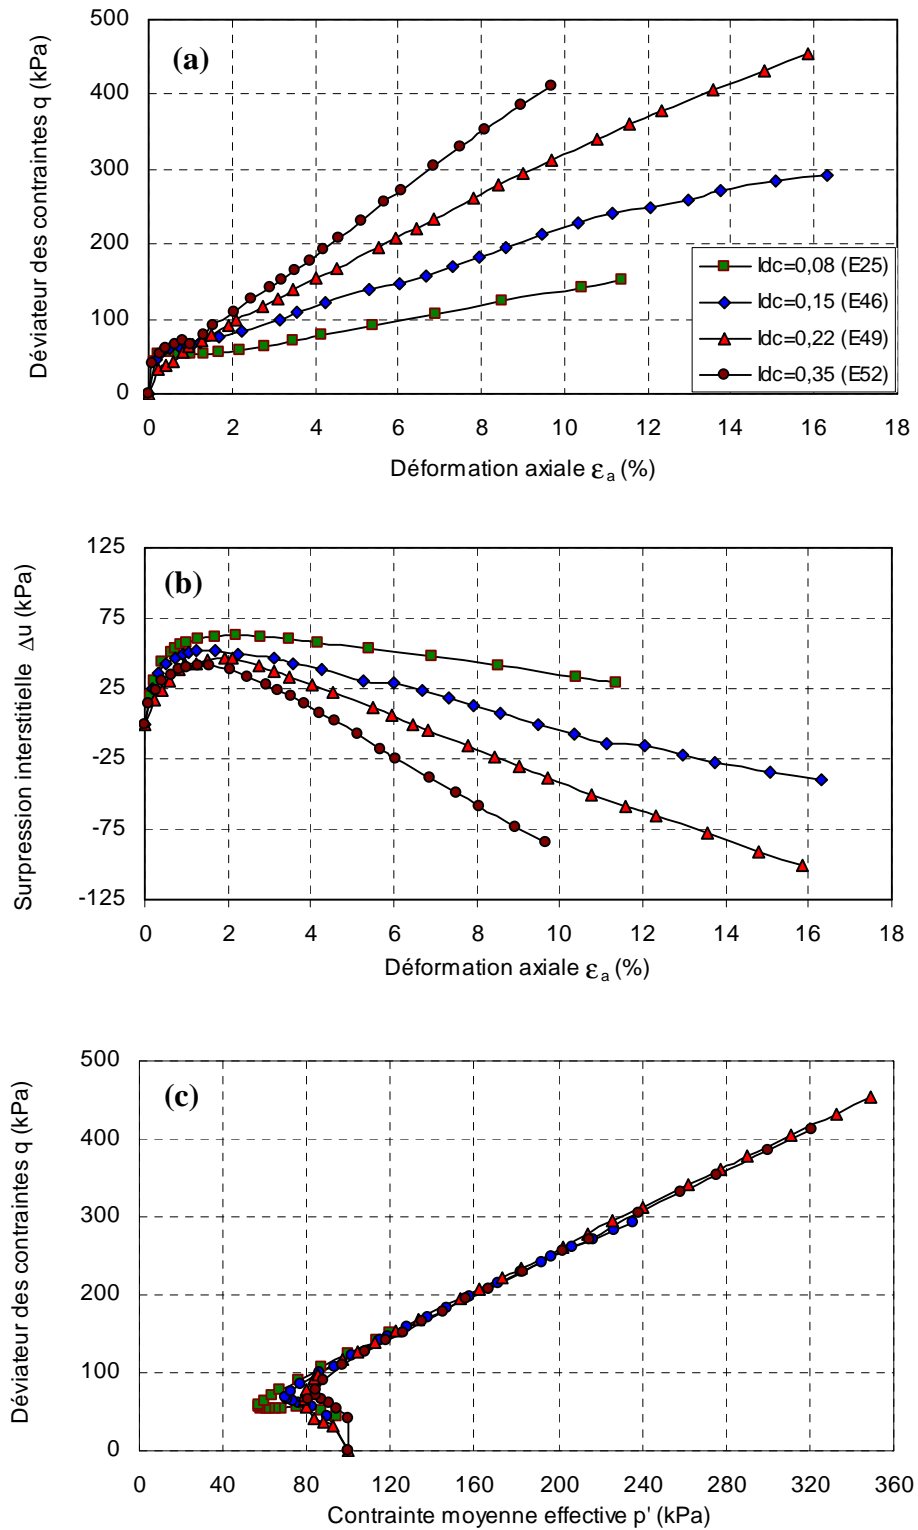 500
400
300
200
100
0
(a)
Déviateur des contraintes q (kPa)
Idc=0,08 (E25)
Idc=0,15 (E46)
Idc=0,22 (E49)
Idc=0,35 (E52)
0 2 4 6 8 10 12 14 16 18
Déformation axiale εa (%)
125
75
25
-25
-75
-125
(b)
Surpression interstitielle Δu (kPa)
0 2 4 6 8 10 12 14 16 18
Déformation axiale εa (%)
500
400
300
200
100
0
(c)
Déviateur des contraintes q (kPa)
0 40 80 120 160 200 240 280 320 360
Contrainte moyenne effective p' (kPa)